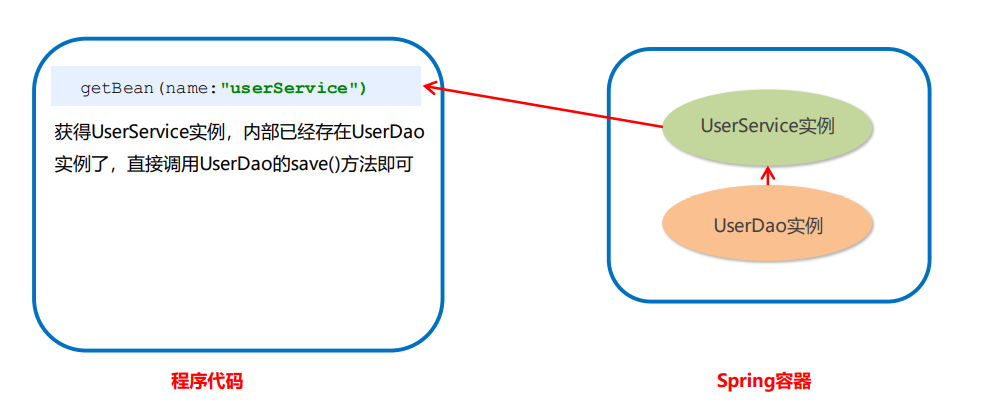 getBean(name:"userService")
获得UserService实例，内部已经存在UserDao
实例了，直接调用UserDao的save()方法即可
程序代码
UserService实例
UserDao实例
Spring容器